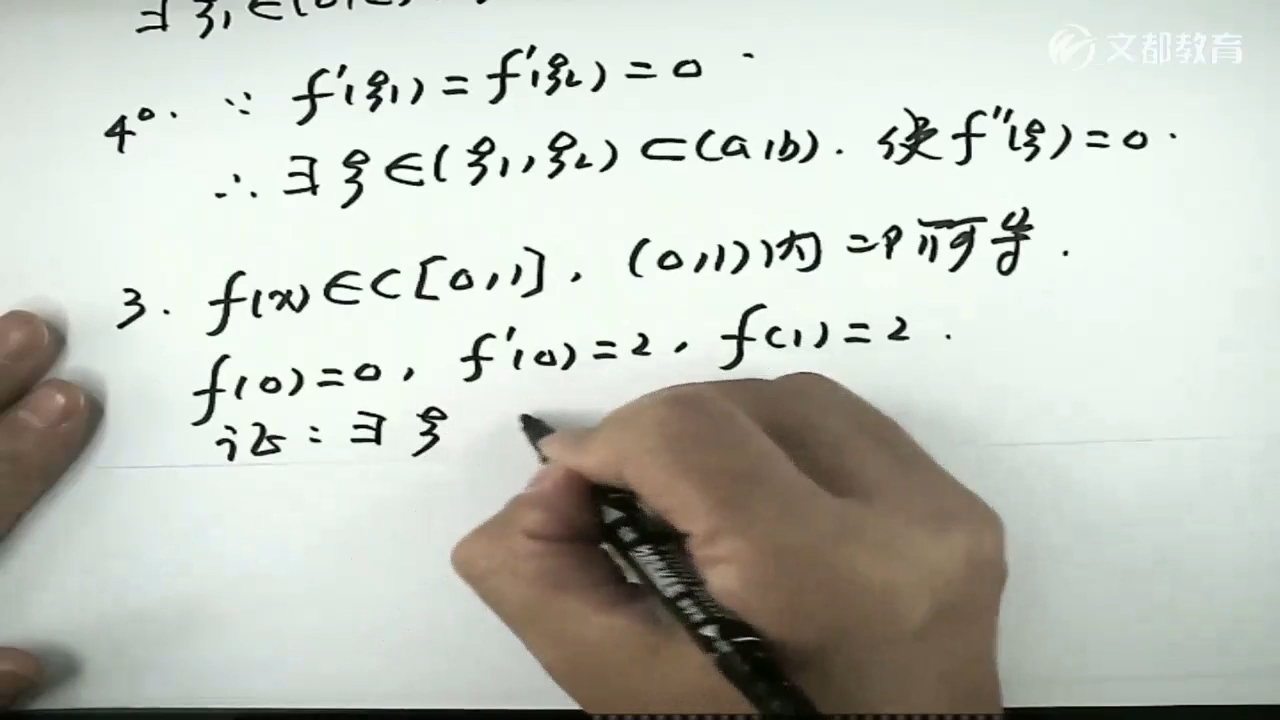 ∃ ξ₁ ∈ (
文都教育
4°. ∵ f′(ξ₁) = f′(ξ₂) = 0.
∴ ∃ ξ ∈ (ξ₁, ξ₂) ⊂ (a, b). 使 f″(ξ) = 0.
3. f(x) ∈ C[0,1], (0,1)内 二阶可导.
f(0) = 0, f′(0) = 2, f(1) = 2.
证: ∃ ξ